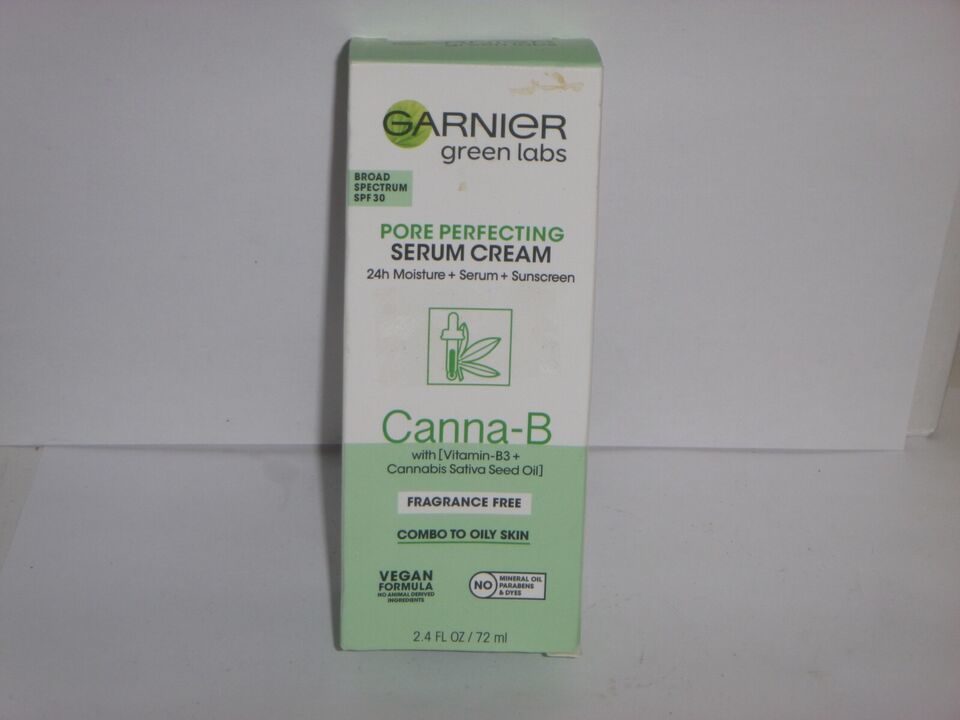 GARNIER
green labs
BROAD
SPECTRUM
SPF 30
PORE PERFECTING
SERUM CREAM
24h Moisture + Serum + Sunscreen
Canna-B
with [Vitamin-B3 +
Cannabis Sativa Seed Oil]
FRAGRANCE FREE
COMBO TO OILY SKIN
VEGAN
FORMULA
NO ANIMAL DERIVED
INGREDIENTS
NO
MINERAL OIL
PARABENS
& DYES
2.4 FL OZ / 72 ml